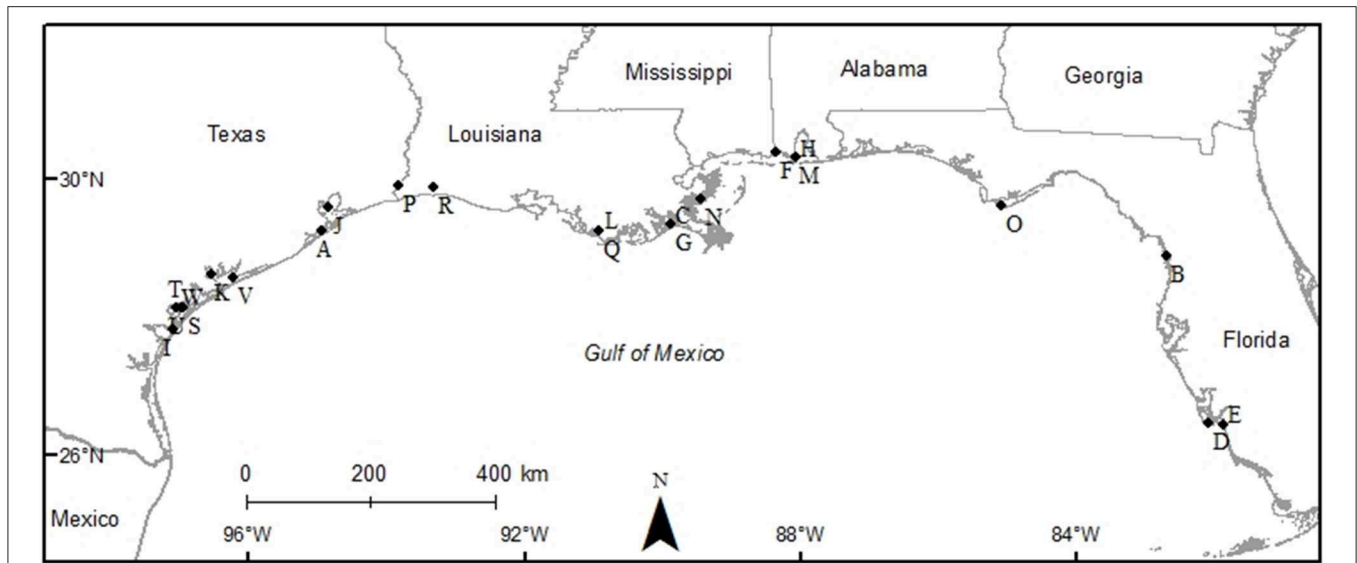 Mississippi
Alabama
Georgia
Texas
Louisiana
H
30°N
F
M
P
R
C
N
J
L
O
A
Q
G
B
T
W
K
V
U
S
I
Gulf of Mexico
Florida
E
D
26°N
0
200
400 km
N
Mexico
96°W
92°W
88°W
84°W